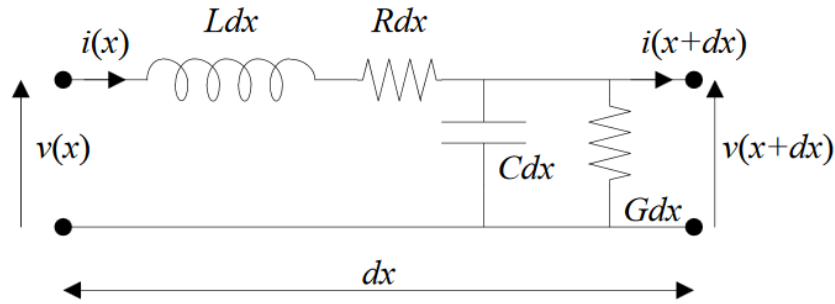 Ldx
Rdx
i(x)
i(x+dx)
v(x)
Cdx
v(x+dx)
Gdx
dx